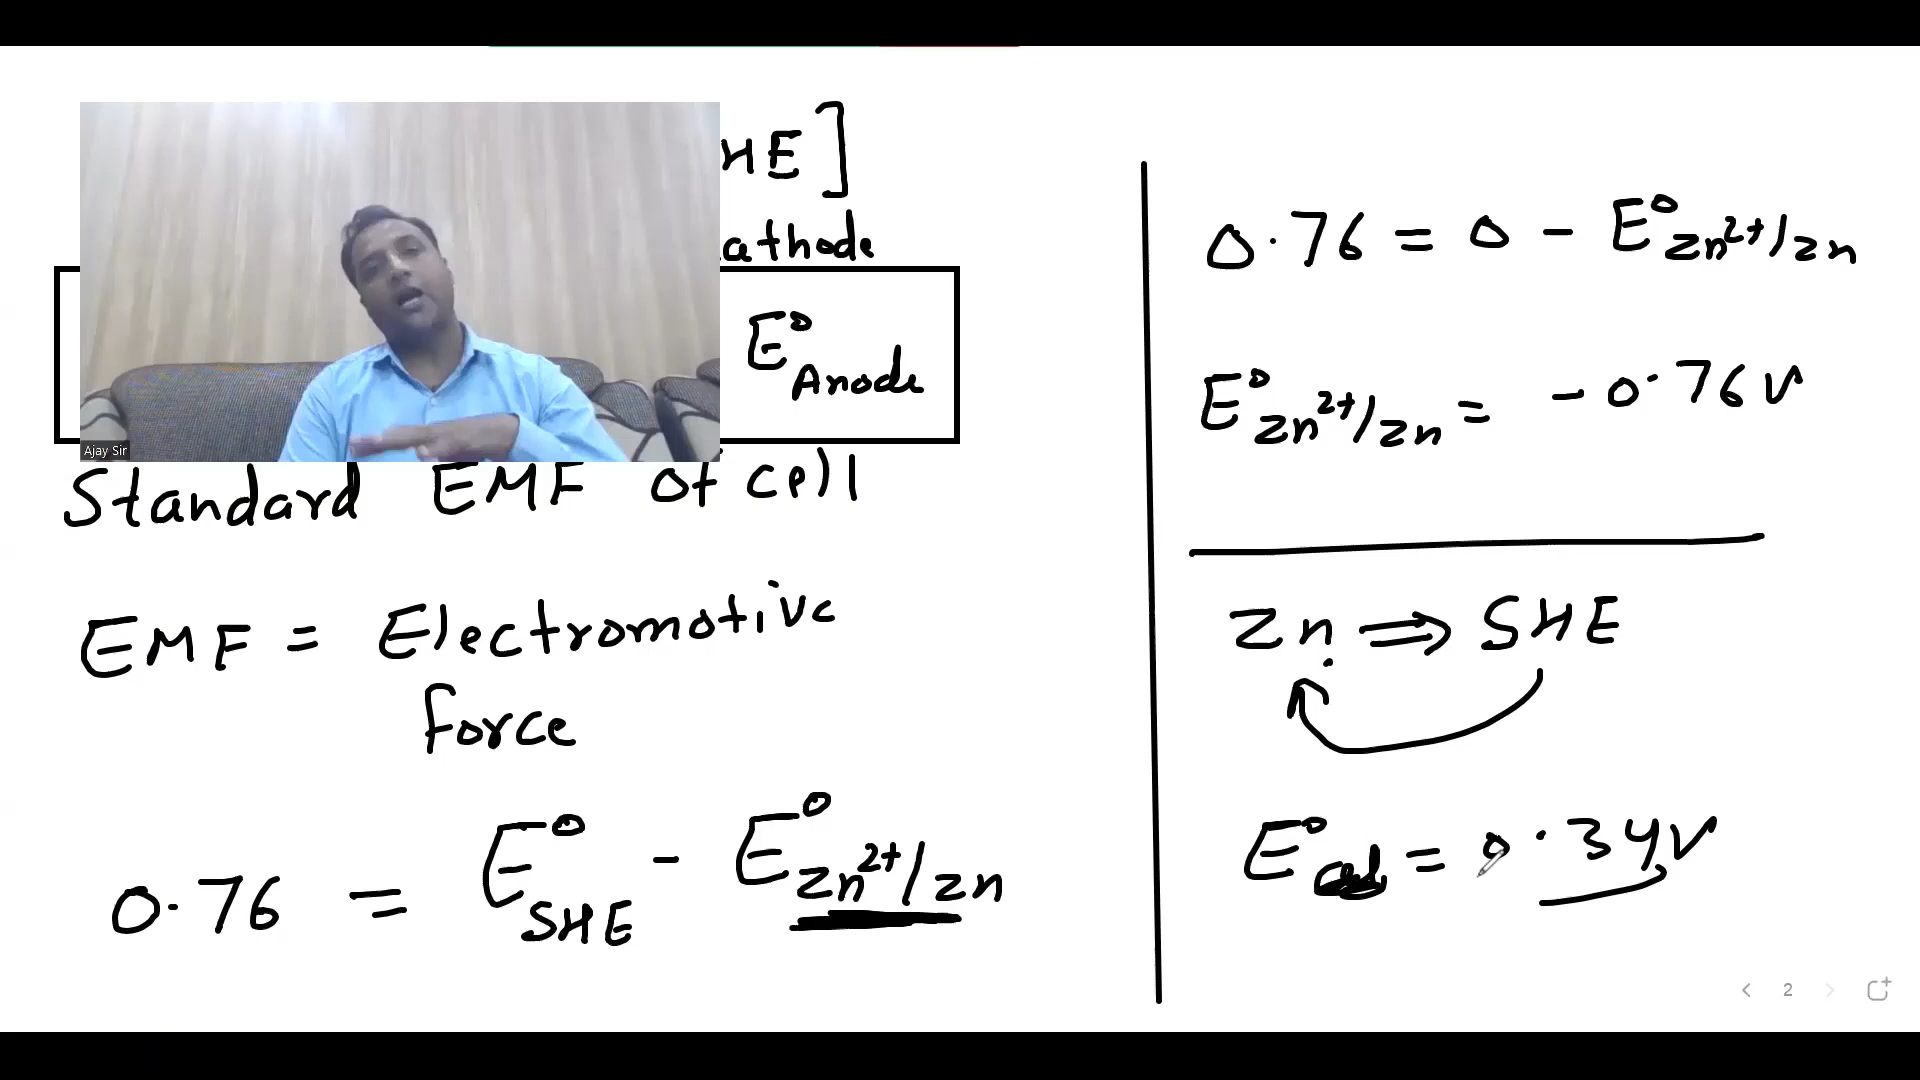 HE]
athode
E°Anode
Ajay Sir
Standard EMF of cell
EMF = Electromotive
force
0.76 = E°SHE - E°Zn²⁺/Zn
0.76 = 0 - E°Zn²⁺/Zn
E°Zn²⁺/Zn = -0.76V
Zn ⇒ SHE
E° = 0.34V
2